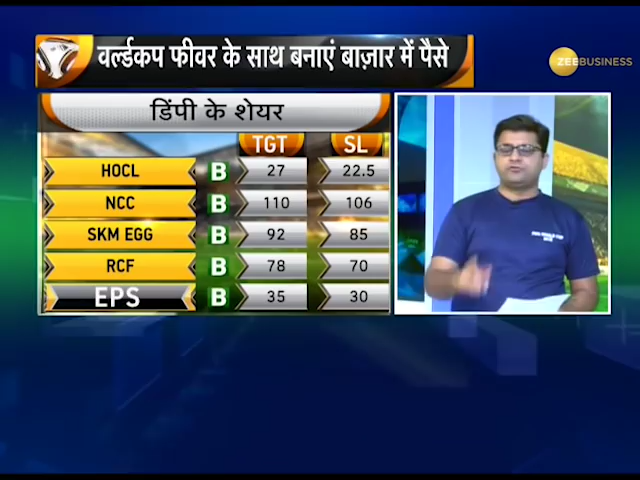 वर्ल्डकप फीवर के साथ बनाएं बाज़ार में पैसे
ZEE BUSINESS
डिंपी के शेयर
TGT SL
HOCL B 27 22.5
NCC B 110 106
SKM EGG B 92 85
RCF B 78 70
EPS B 35 30